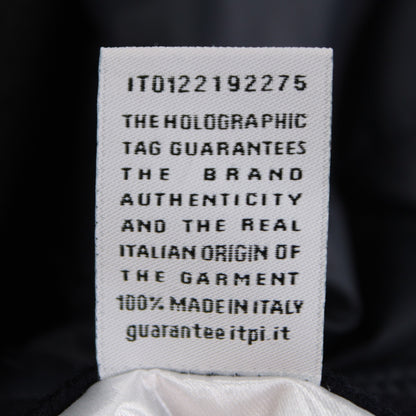 IT0122192275
THE HOLOGRAPHIC
TAG GUARANTEES
THE BRAND
AUTHENTICITY
AND THE REAL
ITALIAN ORIGIN OF
THE GARMENT
100% MADE IN ITALY
guaranteeitpi.it